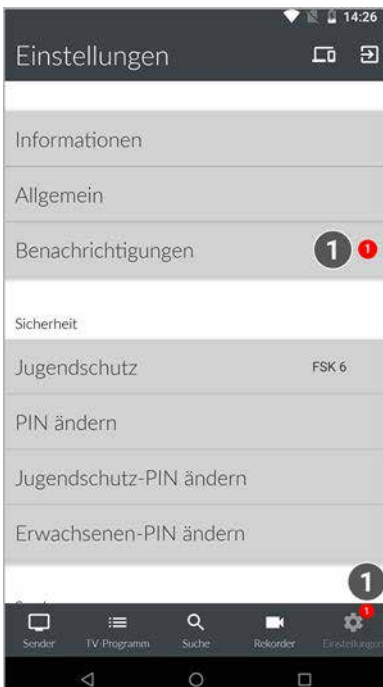 14:26
Einstellungen
Informationen
Allgemein
Benachrichtigungen 1 1
Sicherheit
Jugendschutz FSK 6
PIN ändern
Jugendschutz-PIN ändern
Erwachsenen-PIN ändern
1
1
Sender TV-Programm Suche Rekorder Einstellungen